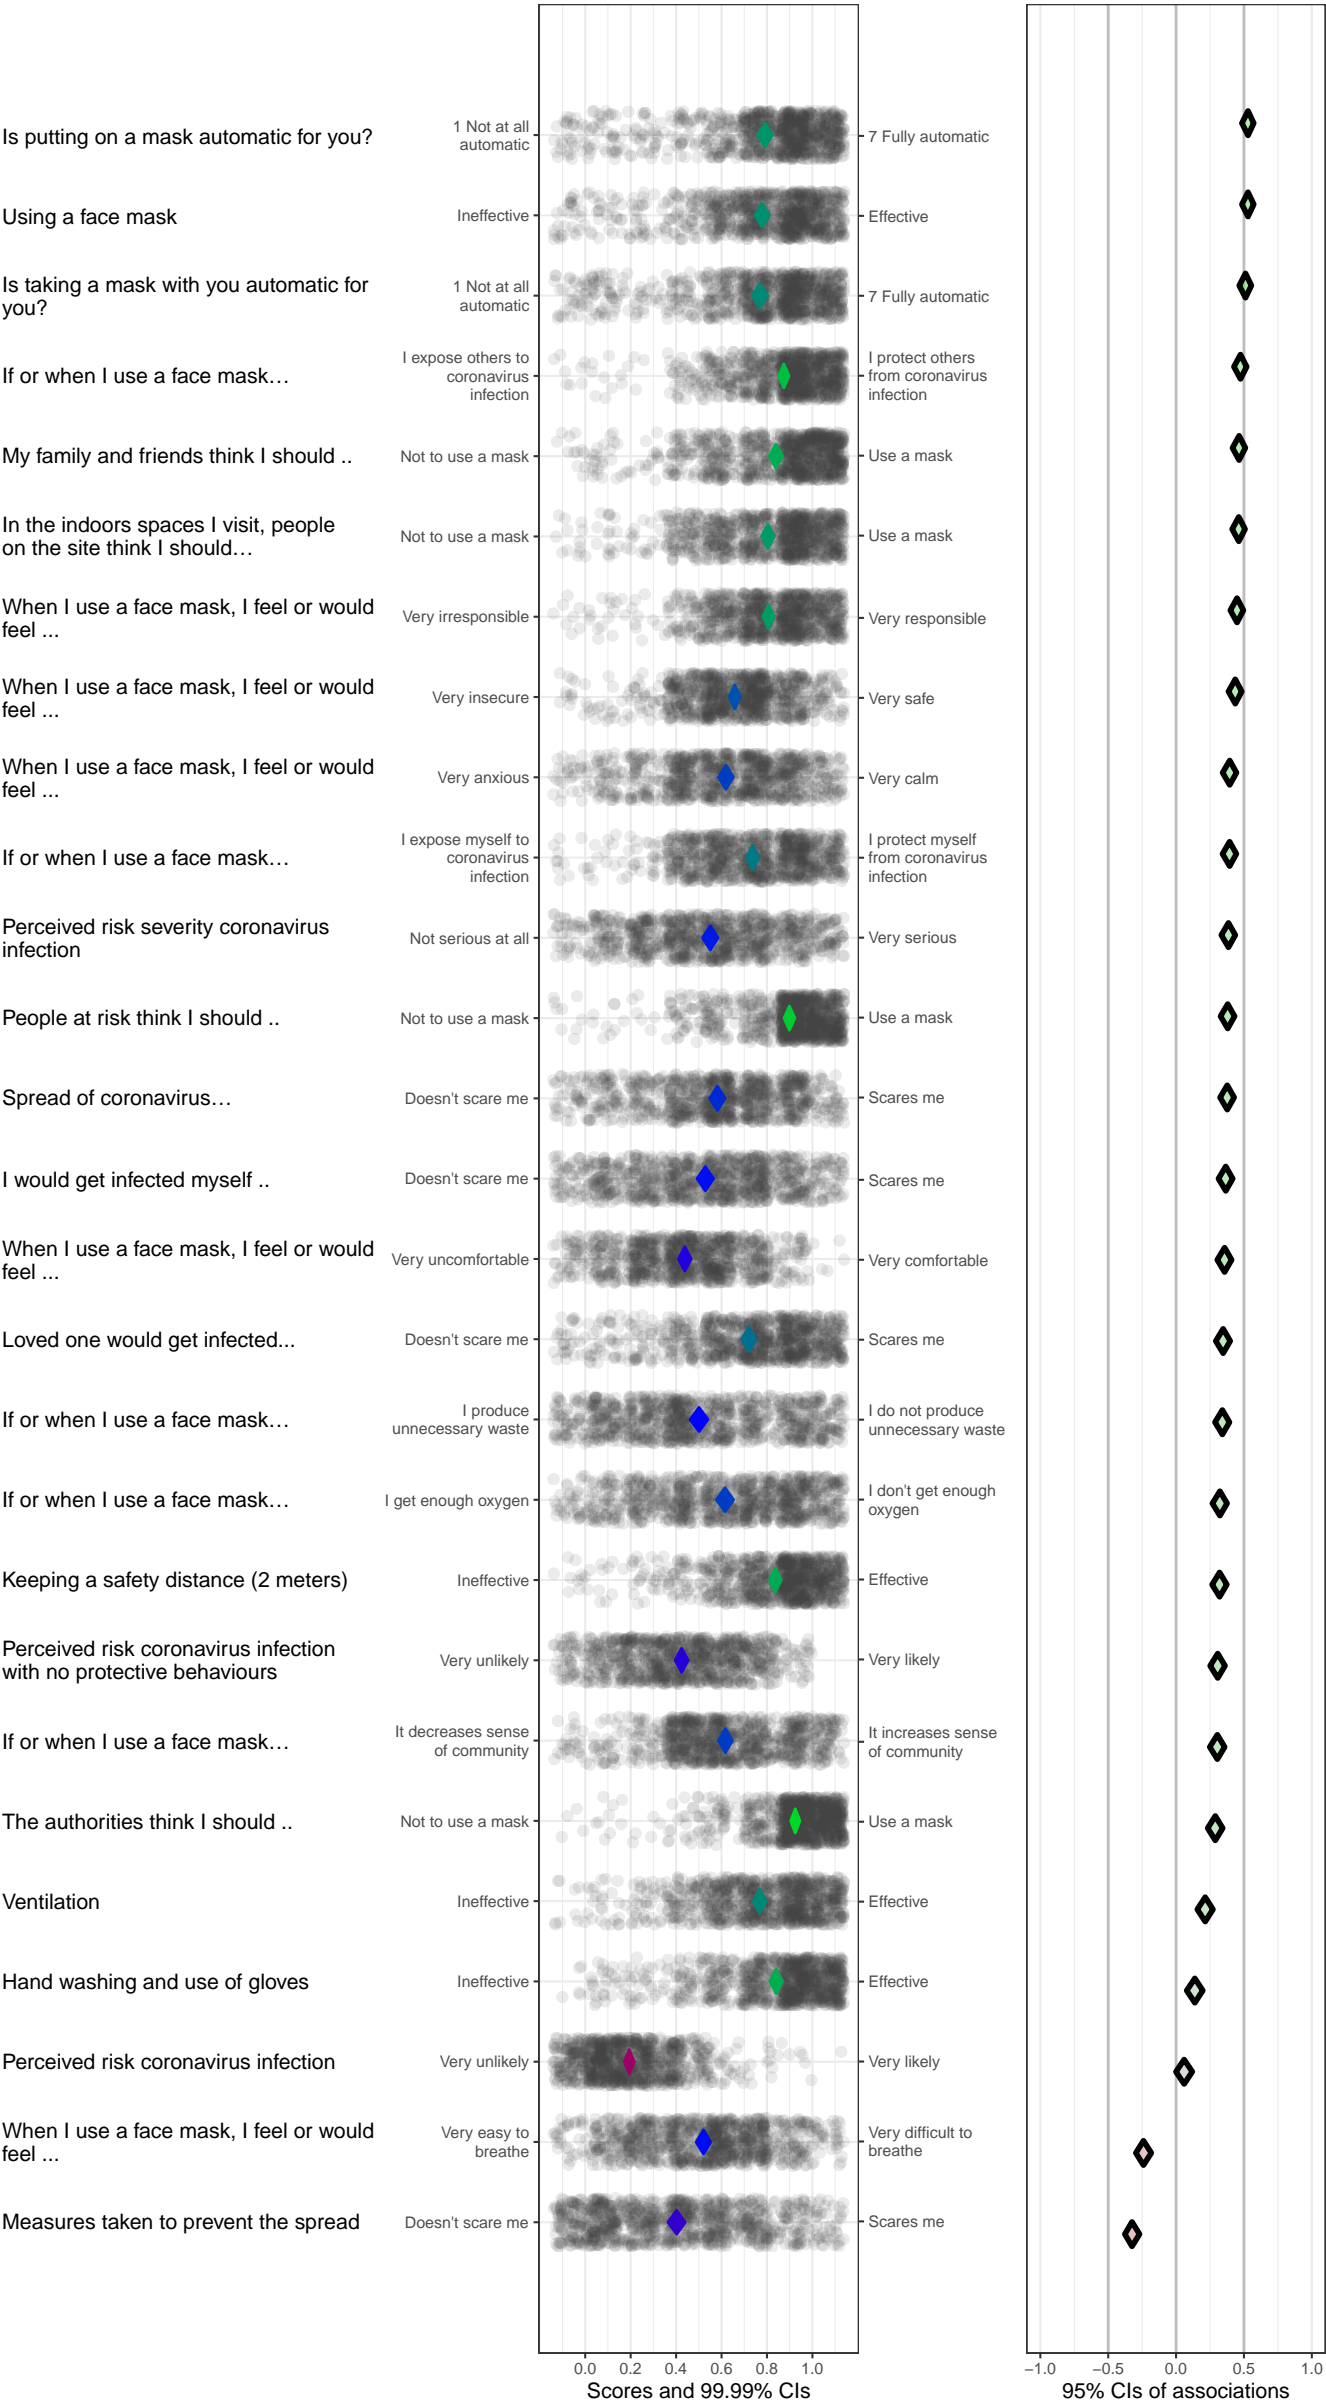 Is putting on a mask automatic for you?
1 Not at all
automatic
7 Fully automatic
Using a face mask
Ineffective
Effective
Is taking a mask with you automatic for
you?
1 Not at all
automatic
7 Fully automatic
If or when I use a face mask…
I expose others to
coronavirus
infection
I protect others
from coronavirus
infection
My family and friends think I should ..
Not to use a mask
Use a mask
In the indoors spaces I visit, people
on the site think I should…
Not to use a mask
Use a mask
When I use a face mask, I feel or would
feel ...
Very irresponsible
Very responsible
When I use a face mask, I feel or would
feel ...
Very insecure
Very safe
When I use a face mask, I feel or would
feel ...
Very anxious
Very calm
If or when I use a face mask…
I expose myself to
coronavirus
infection
I protect myself
from coronavirus
infection
Perceived risk severity coronavirus
infection
Not serious at all
Very serious
People at risk think I should ..
Not to use a mask
Use a mask
Spread of coronavirus…
Doesn't scare me
Scares me
I would get infected myself ..
Doesn't scare me
Scares me
When I use a face mask, I feel or would
feel ...
Very uncomfortable
Very comfortable
Loved one would get infected...
Doesn't scare me
Scares me
If or when I use a face mask…
I produce
unnecessary waste
I do not produce
unnecessary waste
If or when I use a face mask…
I get enough oxygen
I don't get enough
oxygen
Keeping a safety distance (2 meters)
Ineffective
Effective
Perceived risk coronavirus infection
with no protective behaviours
Very unlikely
Very likely
If or when I use a face mask…
It decreases sense
of community
It increases sense
of community
The authorities think I should ..
Not to use a mask
Use a mask
Ventilation
Ineffective
Effective
Hand washing and use of gloves
Ineffective
Effective
Perceived risk coronavirus infection
Very unlikely
Very likely
When I use a face mask, I feel or would
feel ...
Very easy to
breathe
Very difficult to
breathe
Measures taken to prevent the spread
Doesn't scare me
Scares me
0.0 0.2 0.4 0.6 0.8 1.0
Scores and 99.99% CIs
−1.0 −0.5 0.0 0.5 1.0
95% CIs of associations